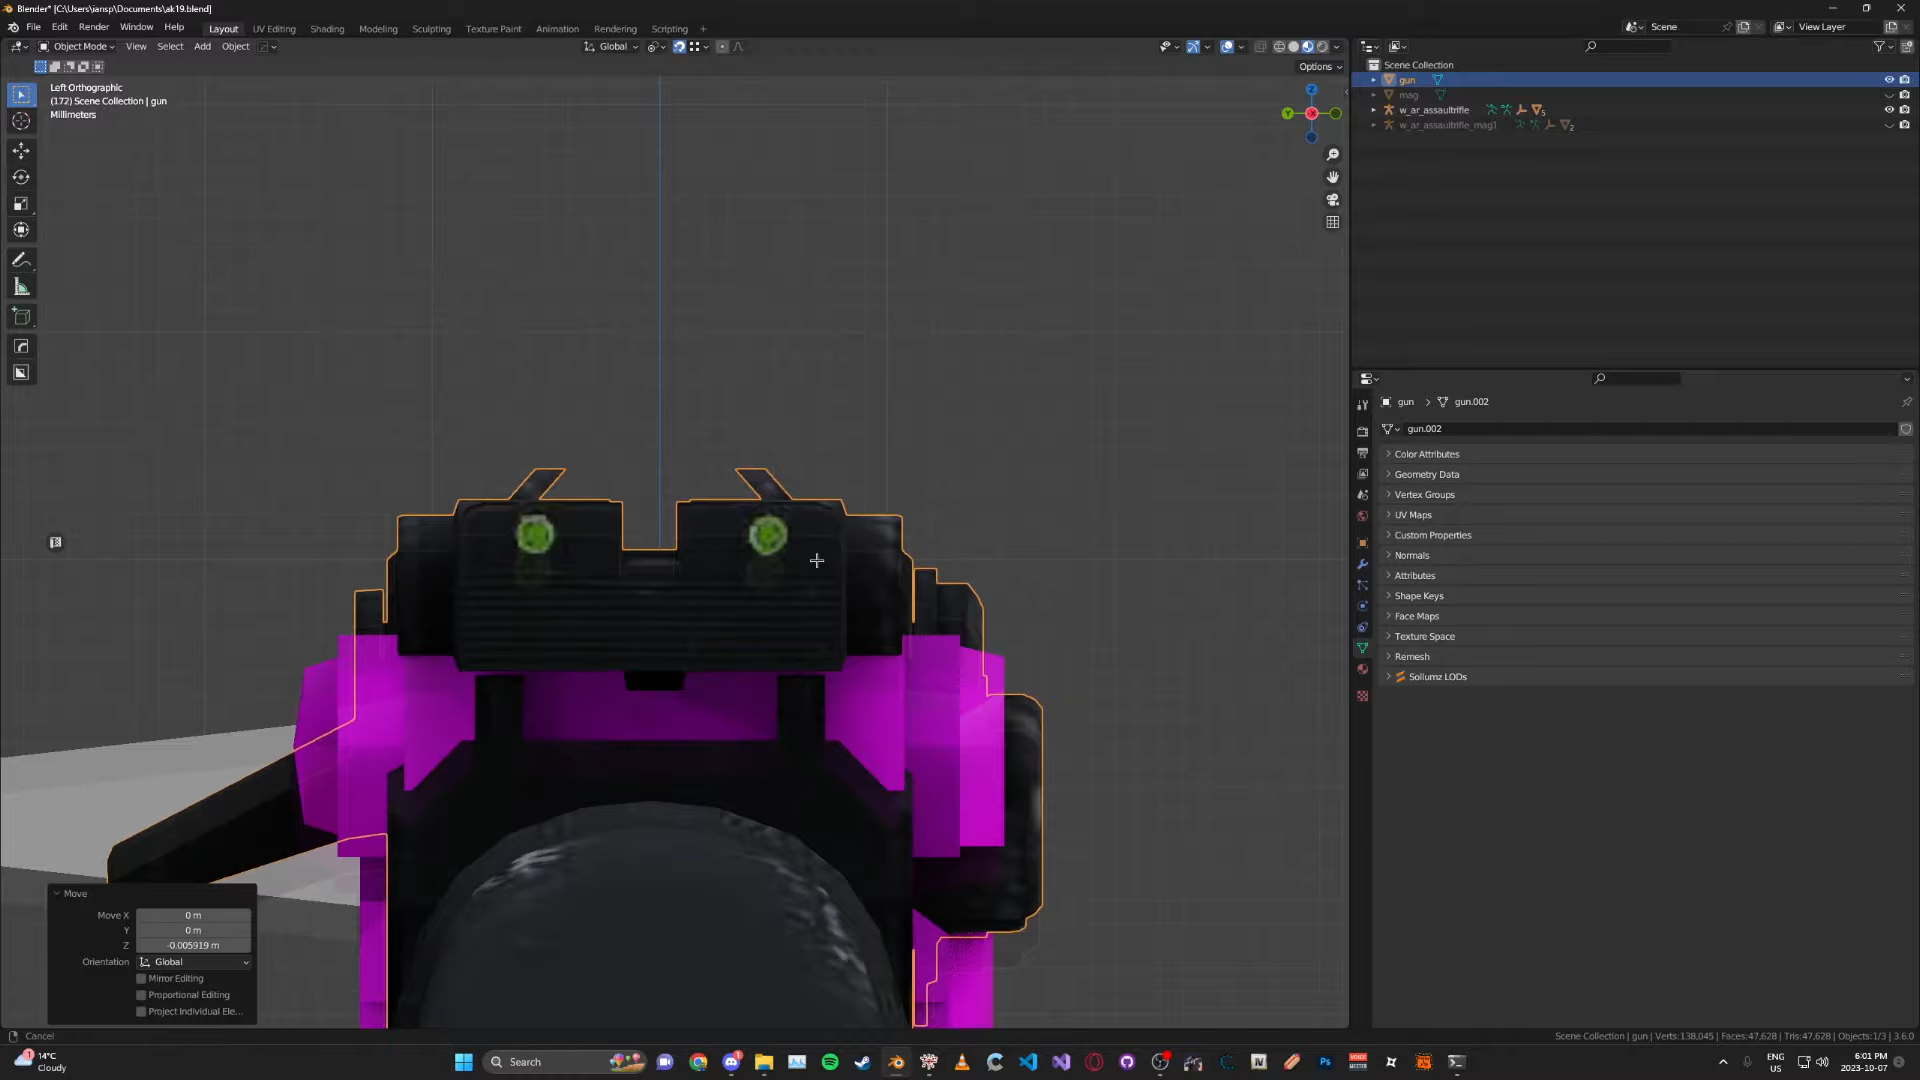 Blender* [C:\Users\iansp\Documents\ak19.blend]
File Edit Render Window Help Layout UV Editing Shading Modeling Sculpting Texture Paint Animation Rendering Compositing Geometry Nodes Scripting +
Scene View Layer
Object Mode View Select Add Object Global
Options
Left Orthographic
(172) Scene Collection | gun
Millimeters
Z
Y
X
Scene Collection
gun
mag
w_ar_assaultrifle 5
w_ar_assaultrifle_mag1 2
gun > gun.002
gun.002
Color Attributes
Geometry Data
Vertex Groups
UV Maps
Custom Properties
Normals
Attributes
Shape Keys
Face Maps
Texture Space
Remesh
Sollumz LODs
Move
Move X 0 m
Y 0 m
Z -0.005919 m
Orientation Global
Mirror Editing
Proportional Editing
Project Individual Ele...
Cancel
Scene Collection | gun | Verts:138,045 | Faces:47,628 | Tris:47,628 | Objects:1/3 | 3.6.0
1 14°C
Cloudy
Search
ENG
US
6:01 PM
2023-10-07